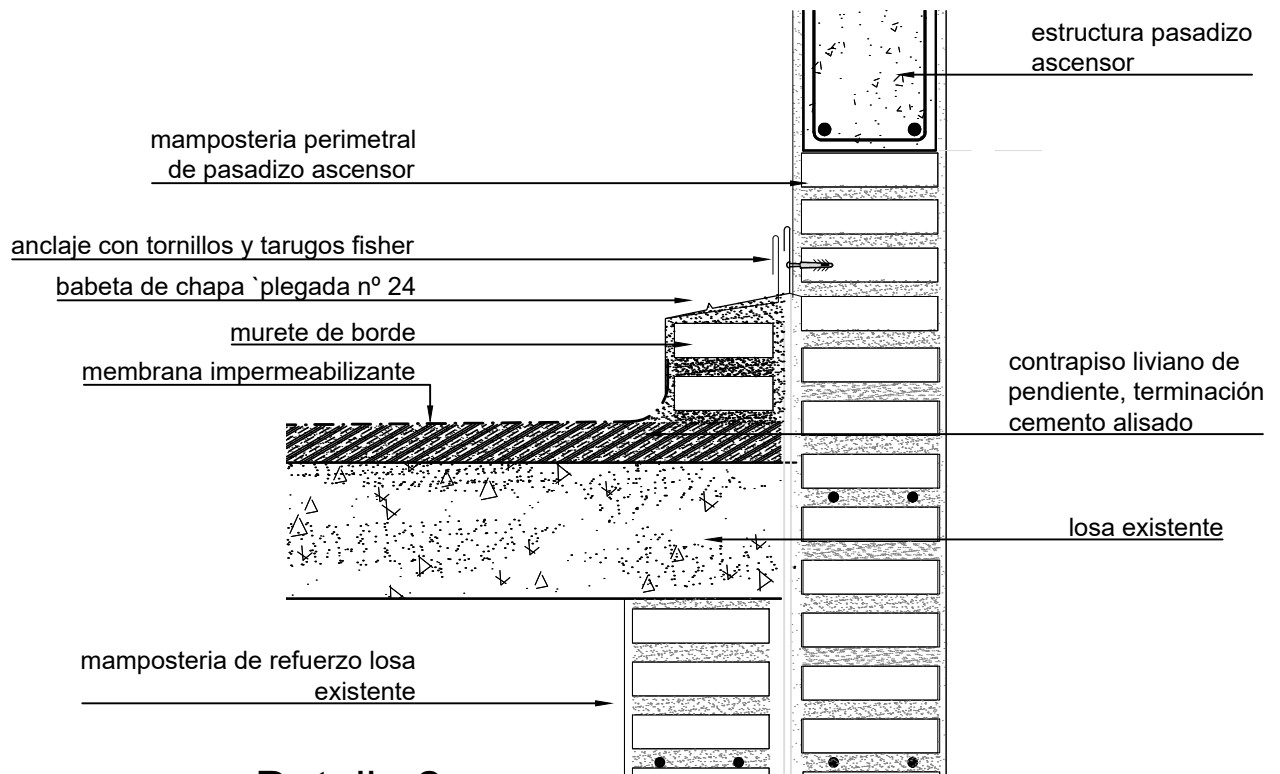 estructura pasadizo
ascensor
mamposteria perimetral
de pasadizo ascensor
anclaje con tornillos y tarugos fisher
babeta de chapa `plegada nº 24
murete de borde
membrana impermeabilizante
contrapiso liviano de
pendiente, terminación
cemento alisado
losa existente
mamposteria de refuerzo losa
existente